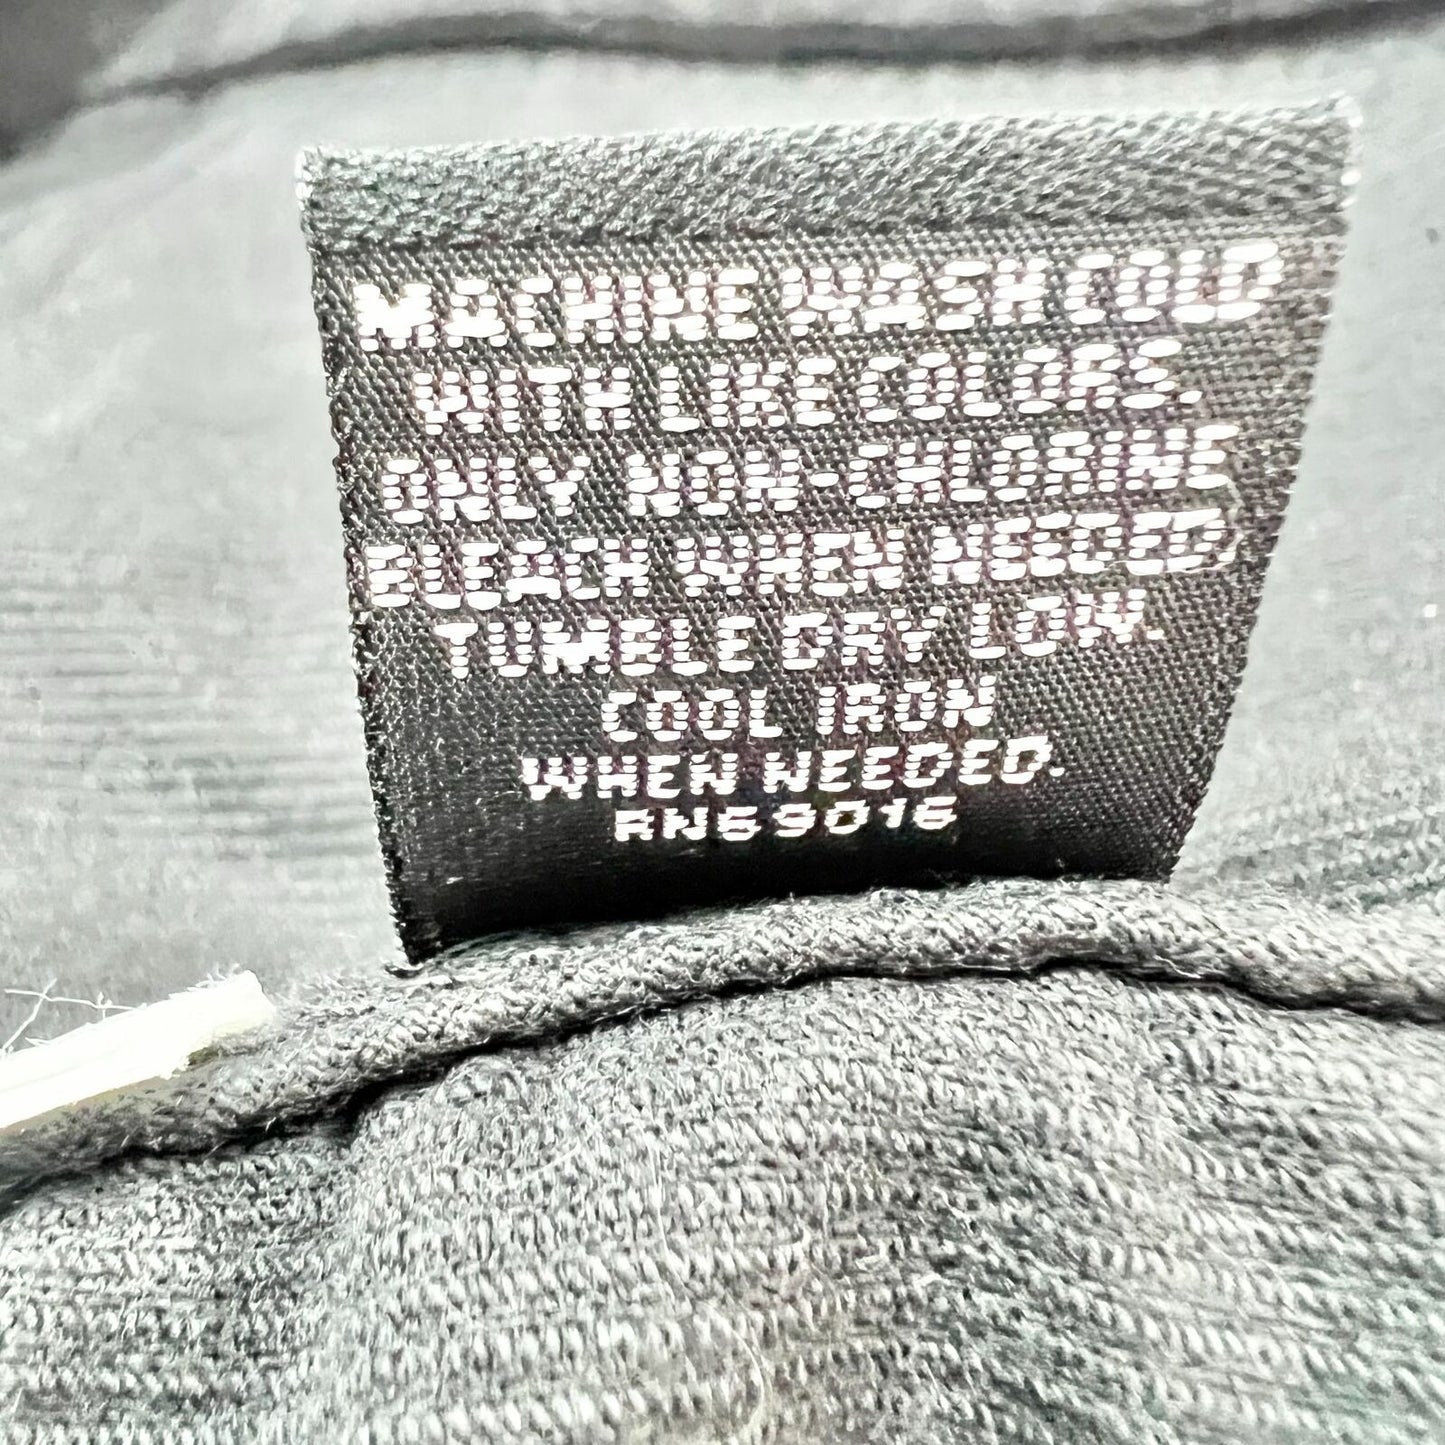 MACHINE WASH COLD
WITH LIKE COLORS.
ONLY NON-CHLORINE
BLEACH WHEN NEEDED.
TUMBLE DRY LOW.
COOL IRON
WHEN NEEDED.
RN69016